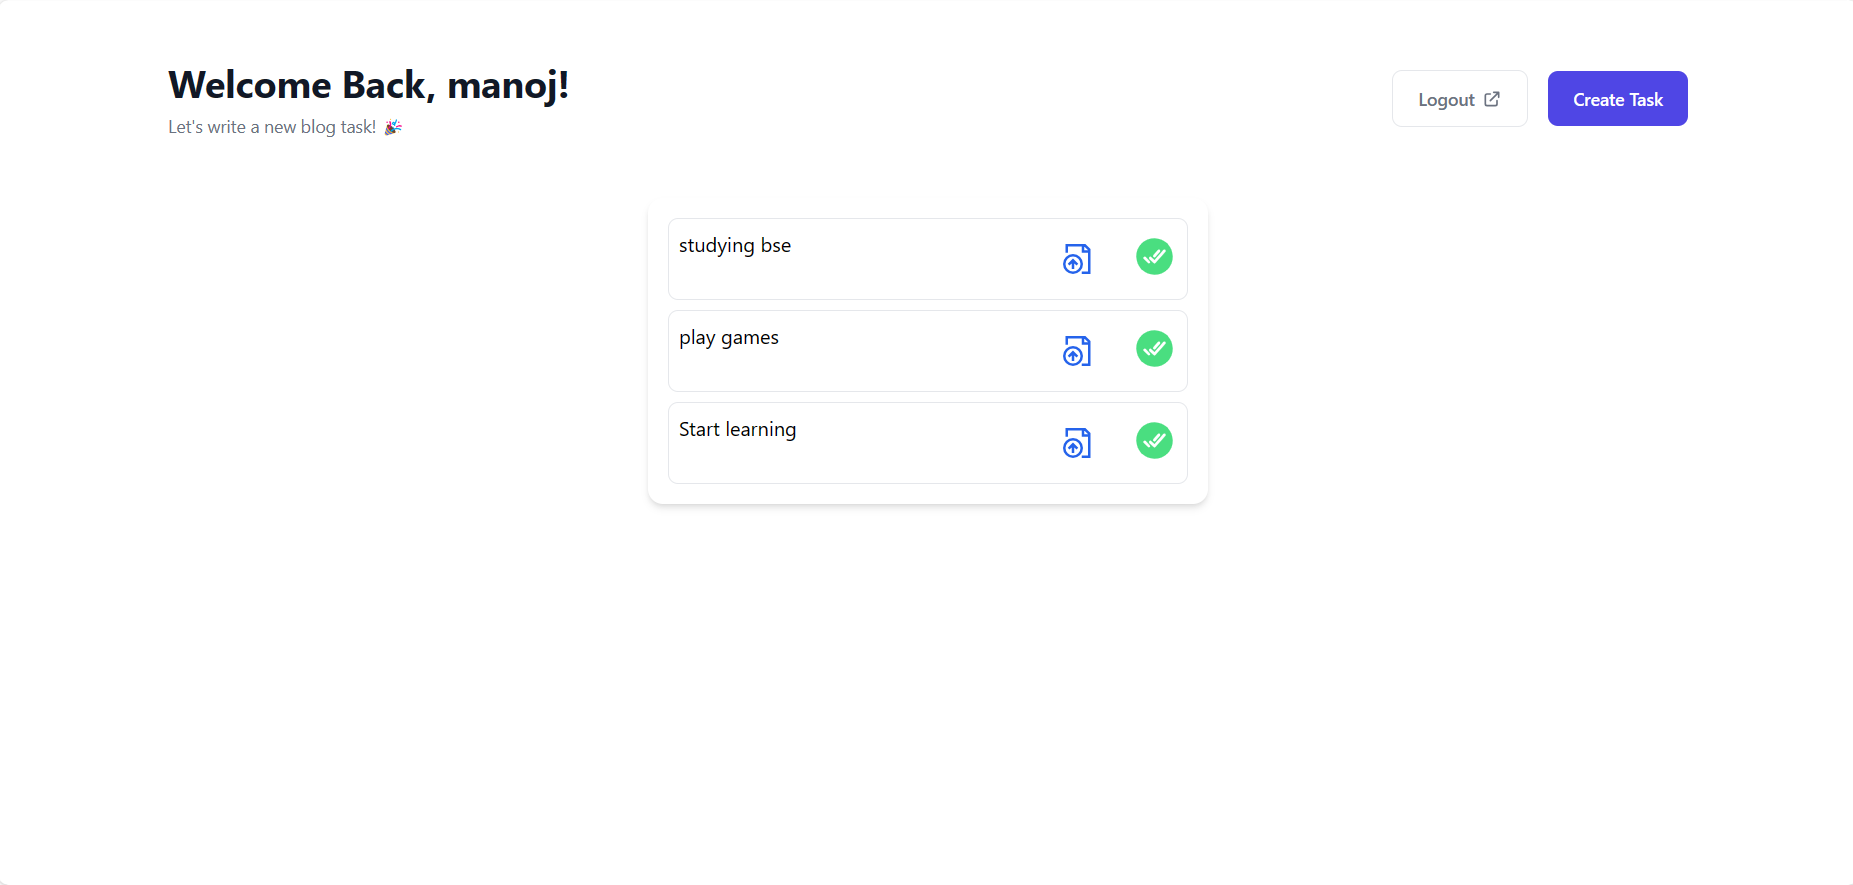 Welcome Back, manoj!
Let's write a new blog task! 🎉
Logout
Create Task
studying bse
play games
Start learning